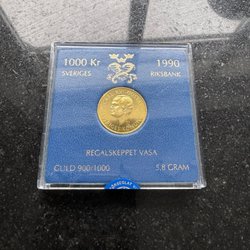 1000 Kr 1990
SVERIGES RIKSBANK
REGALSKEPPET VASA
GULD 900/1000 5.8 GRAM